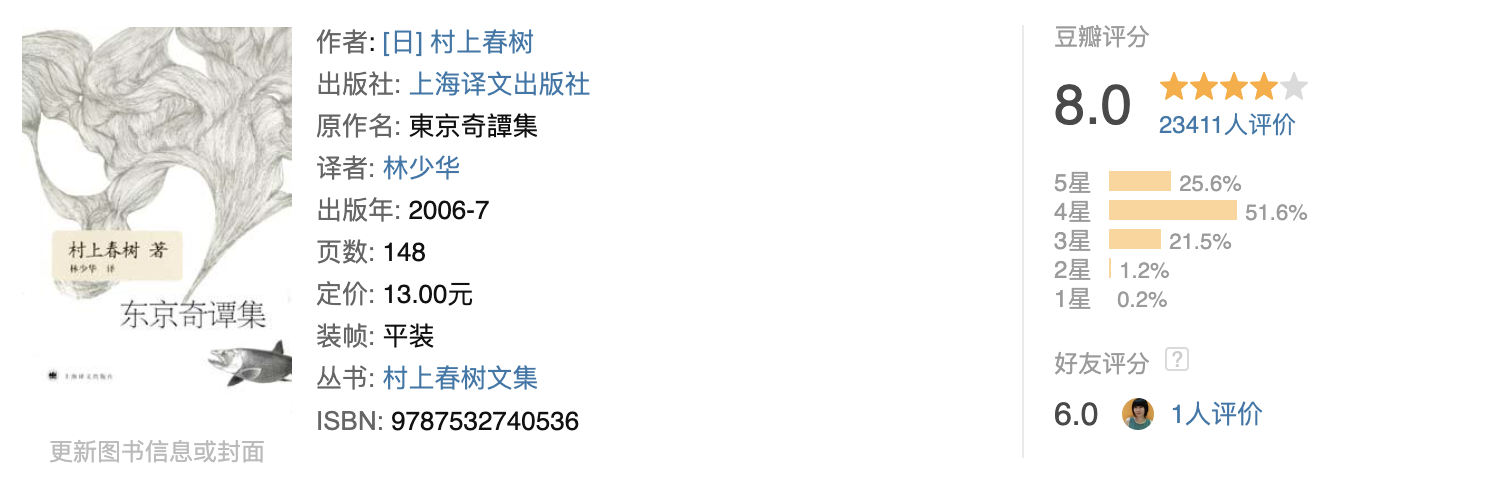 村上春树 著
林少华 译
东京奇谭集
上海译文出版社
更新图书信息或封面
作者: [日] 村上春树
出版社: 上海译文出版社
原作名: 東京奇譚集
译者: 林少华
出版年: 2006-7
页数: 148
定价: 13.00元
装帧: 平装
丛书: 村上春树文集
ISBN: 9787532740536
豆瓣评分
8.0
23411人评价
5星 25.6%
4星 51.6%
3星 21.5%
2星 1.2%
1星 0.2%
好友评分 ?
6.0 1人评价